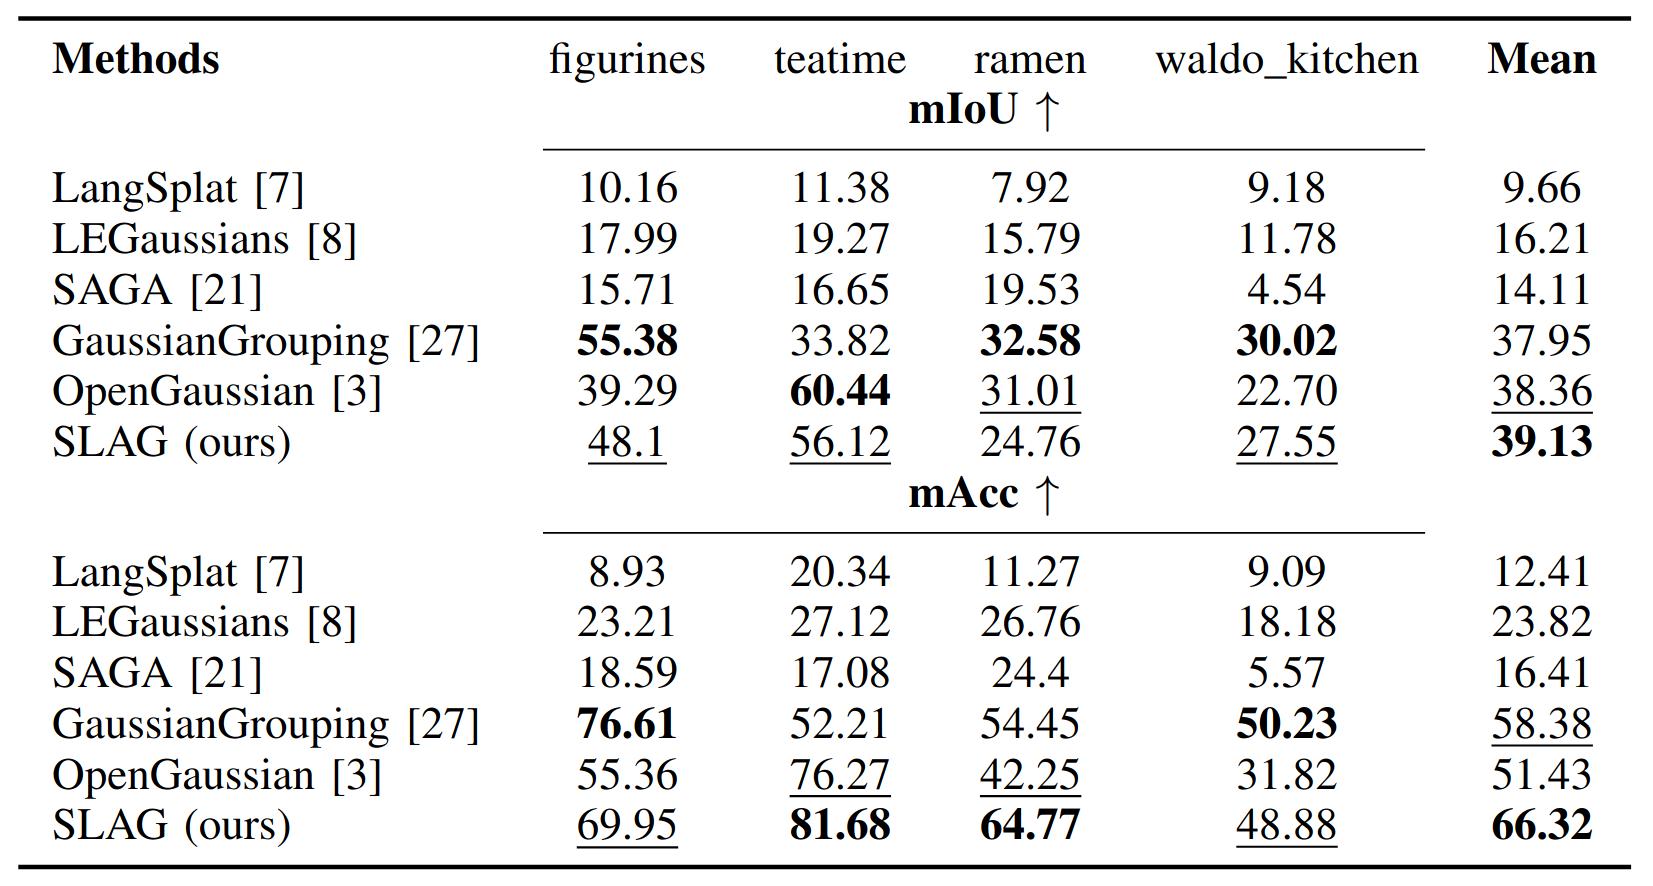 Methods figurines teatime ramen waldo_kitchen Mean
mIoU ↑
LangSplat [7] 10.16 11.38 7.92 9.18 9.66
LEGaussians [8] 17.99 19.27 15.79 11.78 16.21
SAGA [21] 15.71 16.65 19.53 4.54 14.11
GaussianGrouping [27] 55.38 33.82 32.58 30.02 37.95
OpenGaussian [3] 39.29 60.44 31.01 22.70 38.36
SLAG (ours) 48.1 56.12 24.76 27.55 39.13
mAcc ↑
LangSplat [7] 8.93 20.34 11.27 9.09 12.41
LEGaussians [8] 23.21 27.12 26.76 18.18 23.82
SAGA [21] 18.59 17.08 24.4 5.57 16.41
GaussianGrouping [27] 76.61 52.21 54.45 50.23 58.38
OpenGaussian [3] 55.36 76.27 42.25 31.82 51.43
SLAG (ours) 69.95 81.68 64.77 48.88 66.32